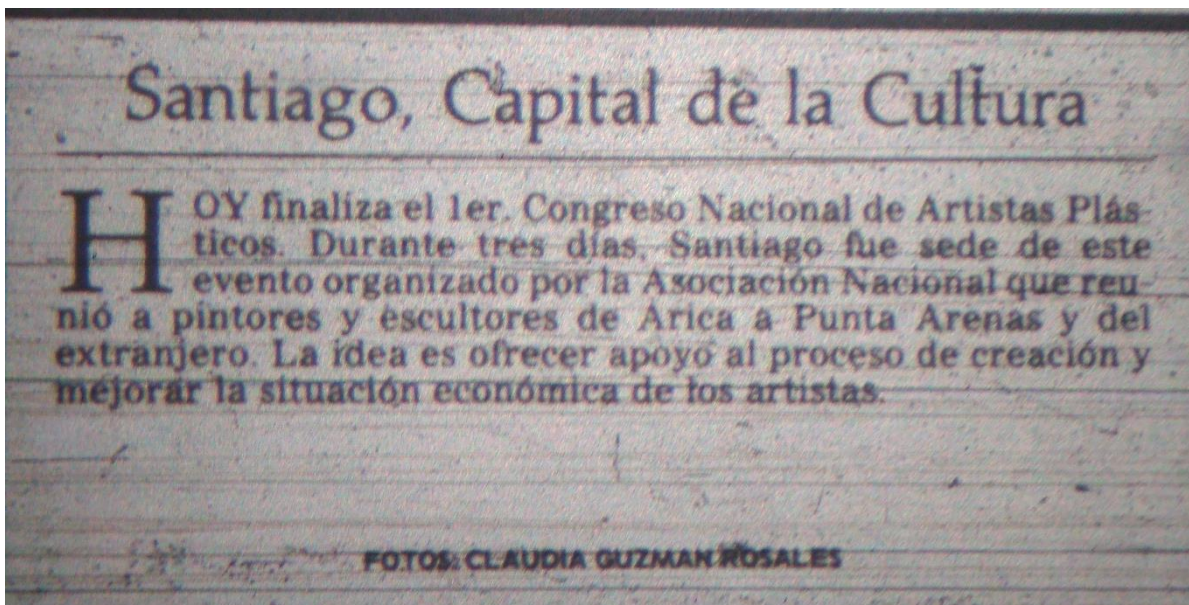 Santiago, Capital de la Cultura
HOY finaliza el 1er. Congreso Nacional de Artistas Plás-
ticos. Durante tres días, Santiago fue sede de este
evento organizado por la Asociación Nacional que reu-
nió a pintores y escultores de Arica a Punta Arenas y del
extranjero. La idea es ofrecer apoyo al proceso de creación y
mejorar la situación económica de los artistas.
FOTOS: CLAUDIA GUZMAN ROSALES